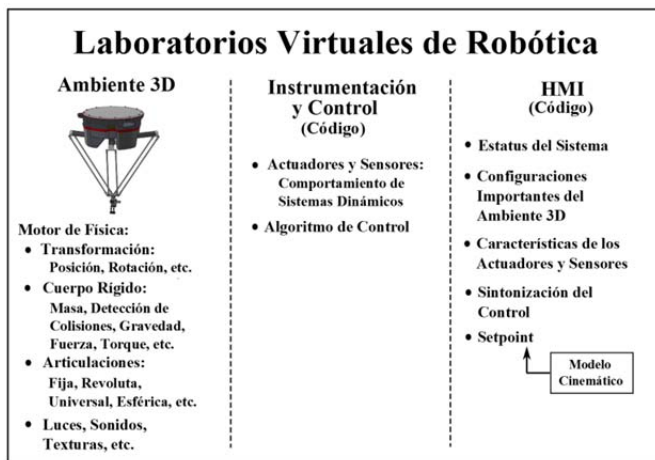 Laboratorios Virtuales de Robótica
Ambiente 3D
Motor de Física:
• Transformación:
Posición, Rotación, etc.
• Cuerpo Rígido:
Masa, Detección de
Colisiones, Gravedad,
Fuerza, Torque, etc.
• Articulaciones:
Fija, Revoluta,
Universal, Esférica, etc.
• Luces, Sonidos,
Texturas, etc.
Instrumentación
y Control
(Código)
• Actuadores y Sensores:
Comportamiento de
Sistemas Dinámicos
• Algoritmo de Control
HMI
(Código)
• Estatus del Sistema
• Configuraciones
Importantes del
Ambiente 3D
• Características de los
Actuadores y Sensores
• Sintonización del
Control
• Setpoint
Modelo
Cinemático